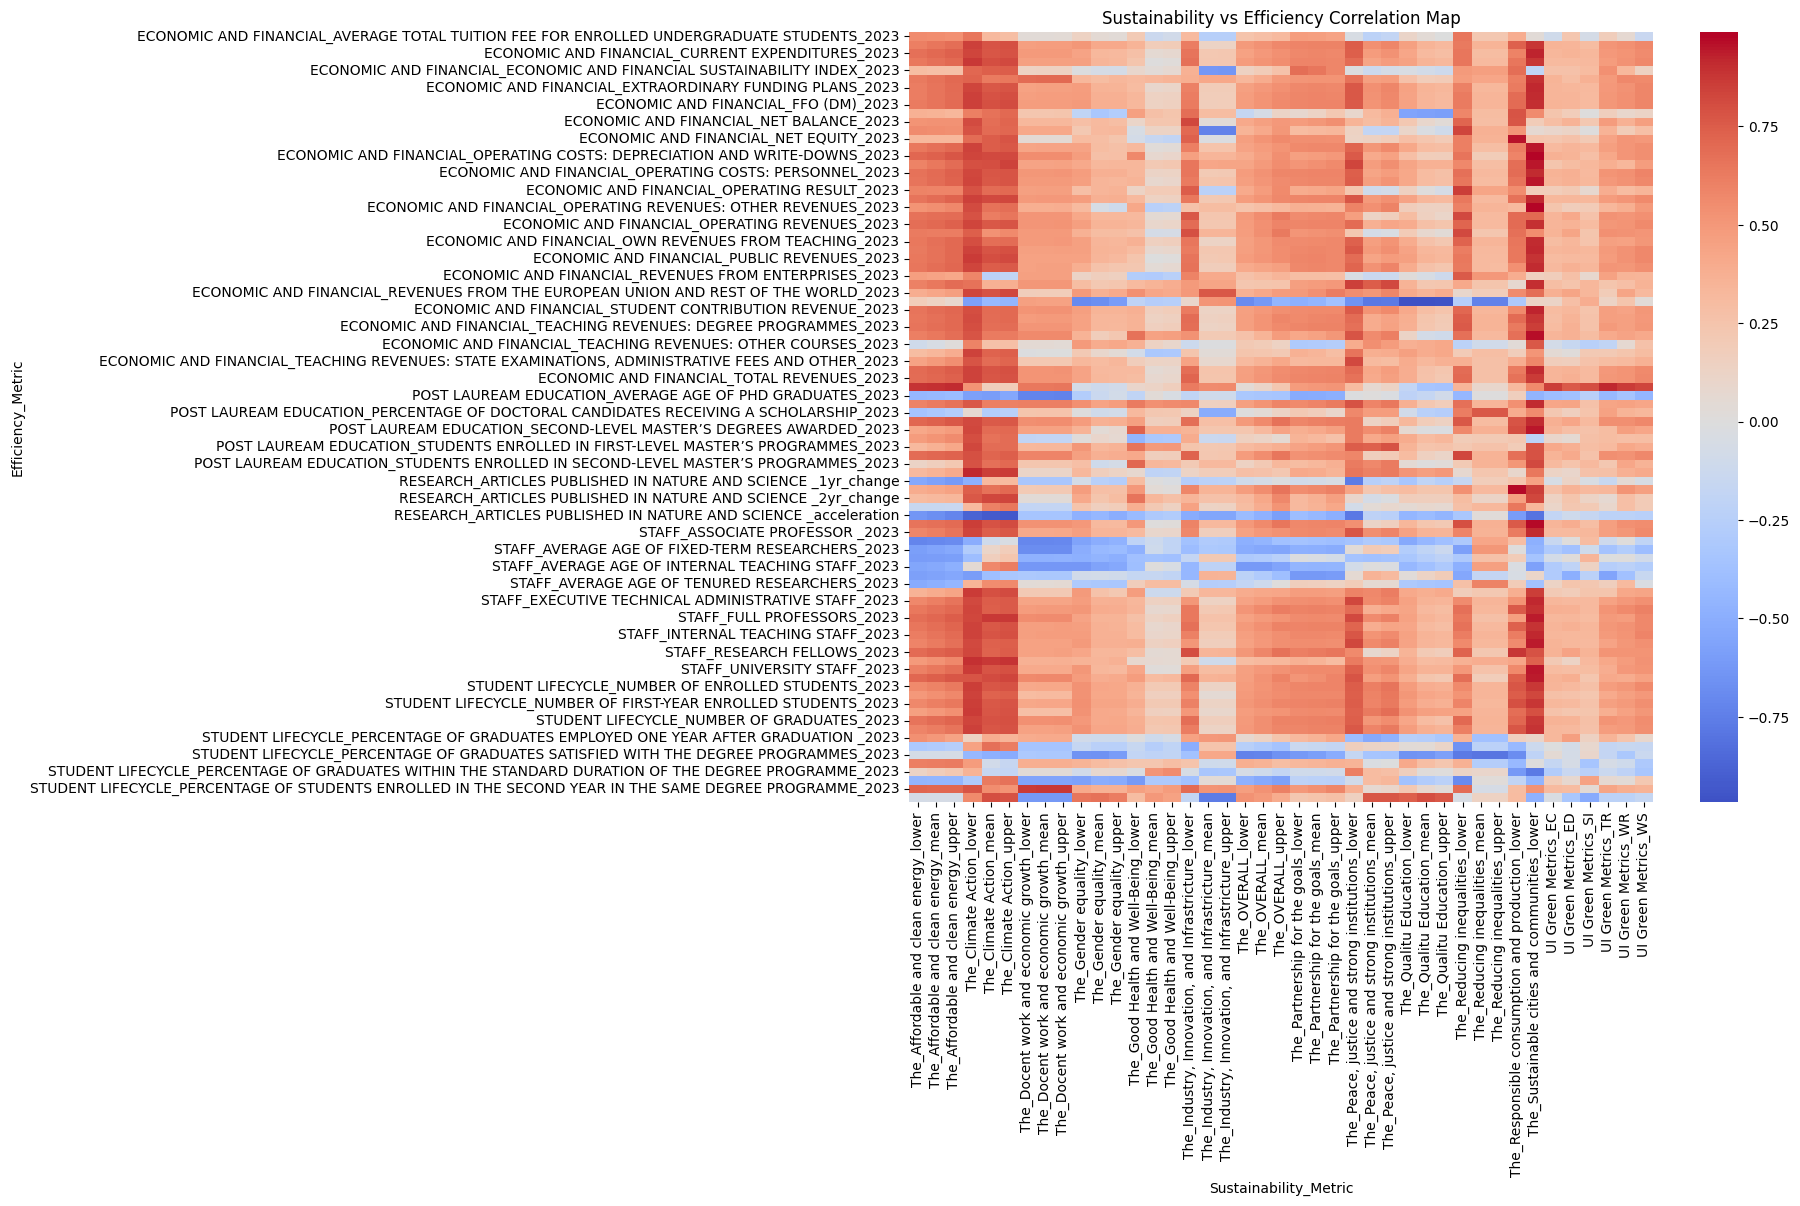 Sustainability vs Efficiency Correlation Map
ECONOMIC AND FINANCIAL_AVERAGE TOTAL TUITION FEE FOR ENROLLED UNDERGRADUATE STUDENTS_2023
ECONOMIC AND FINANCIAL_CURRENT EXPENDITURES_2023
ECONOMIC AND FINANCIAL_ECONOMIC AND FINANCIAL SUSTAINABILITY INDEX_2023
ECONOMIC AND FINANCIAL_EXTRAORDINARY FUNDING PLANS_2023
ECONOMIC AND FINANCIAL_FFO (DM)_2023
ECONOMIC AND FINANCIAL_NET BALANCE_2023
ECONOMIC AND FINANCIAL_NET EQUITY_2023
ECONOMIC AND FINANCIAL_OPERATING COSTS: DEPRECIATION AND WRITE-DOWNS_2023
ECONOMIC AND FINANCIAL_OPERATING COSTS: PERSONNEL_2023
ECONOMIC AND FINANCIAL_OPERATING RESULT_2023
ECONOMIC AND FINANCIAL_OPERATING REVENUES: OTHER REVENUES_2023
ECONOMIC AND FINANCIAL_OPERATING REVENUES_2023
ECONOMIC AND FINANCIAL_OWN REVENUES FROM TEACHING_2023
ECONOMIC AND FINANCIAL_PUBLIC REVENUES_2023
ECONOMIC AND FINANCIAL_REVENUES FROM ENTERPRISES_2023
ECONOMIC AND FINANCIAL_REVENUES FROM THE EUROPEAN UNION AND REST OF THE WORLD_2023
ECONOMIC AND FINANCIAL_STUDENT CONTRIBUTION REVENUE_2023
ECONOMIC AND FINANCIAL_TEACHING REVENUES: DEGREE PROGRAMMES_2023
ECONOMIC AND FINANCIAL_TEACHING REVENUES: OTHER COURSES_2023
ECONOMIC AND FINANCIAL_TEACHING REVENUES: STATE EXAMINATIONS, ADMINISTRATIVE FEES AND OTHER_2023
ECONOMIC AND FINANCIAL_TOTAL REVENUES_2023
POST LAUREAM EDUCATION_AVERAGE AGE OF PHD GRADUATES_2023
POST LAUREAM EDUCATION_PERCENTAGE OF DOCTORAL CANDIDATES RECEIVING A SCHOLARSHIP_2023
POST LAUREAM EDUCATION_SECOND-LEVEL MASTER’S DEGREES AWARDED_2023
POST LAUREAM EDUCATION_STUDENTS ENROLLED IN FIRST-LEVEL MASTER’S PROGRAMMES_2023
POST LAUREAM EDUCATION_STUDENTS ENROLLED IN SECOND-LEVEL MASTER’S PROGRAMMES_2023
RESEARCH_ARTICLES PUBLISHED IN NATURE AND SCIENCE _1yr_change
RESEARCH_ARTICLES PUBLISHED IN NATURE AND SCIENCE _2yr_change
RESEARCH_ARTICLES PUBLISHED IN NATURE AND SCIENCE _acceleration
STAFF_ASSOCIATE PROFESSOR _2023
STAFF_AVERAGE AGE OF FIXED-TERM RESEARCHERS_2023
STAFF_AVERAGE AGE OF INTERNAL TEACHING STAFF_2023
STAFF_AVERAGE AGE OF TENURED RESEARCHERS_2023
STAFF_EXECUTIVE TECHNICAL ADMINISTRATIVE STAFF_2023
STAFF_FULL PROFESSORS_2023
STAFF_INTERNAL TEACHING STAFF_2023
STAFF_RESEARCH FELLOWS_2023
STAFF_UNIVERSITY STAFF_2023
STUDENT LIFECYCLE_NUMBER OF ENROLLED STUDENTS_2023
STUDENT LIFECYCLE_NUMBER OF FIRST-YEAR ENROLLED STUDENTS_2023
STUDENT LIFECYCLE_NUMBER OF GRADUATES_2023
STUDENT LIFECYCLE_PERCENTAGE OF GRADUATES EMPLOYED ONE YEAR AFTER GRADUATION _2023
STUDENT LIFECYCLE_PERCENTAGE OF GRADUATES SATISFIED WITH THE DEGREE PROGRAMMES_2023
STUDENT LIFECYCLE_PERCENTAGE OF GRADUATES WITHIN THE STANDARD DURATION OF THE DEGREE PROGRAMME_2023
STUDENT LIFECYCLE_PERCENTAGE OF STUDENTS ENROLLED IN THE SECOND YEAR IN THE SAME DEGREE PROGRAMME_2023
Efficiency_Metric
The_Affordable and clean energy_lower
The_Affordable and clean energy_mean
The_Affordable and clean energy_upper
The_Climate Action_lower
The_Climate Action_mean
The_Climate Action_upper
The_Docent work and economic growth_lower
The_Docent work and economic growth_mean
The_Docent work and economic growth_upper
The_Gender equality_lower
The_Gender equality_mean
The_Gender equality_upper
The_Good Health and Well-Being_lower
The_Good Health and Well-Being_mean
The_Good Health and Well-Being_upper
The_Industry, Innovation, and Infrastricture_lower
The_Industry, Innovation, and Infrastricture_mean
The_Industry, Innovation, and Infrastricture_upper
The_OVERALL_lower
The_OVERALL_mean
The_OVERALL_upper
The_Partnership for the goals_lower
The_Partnership for the goals_mean
The_Partnership for the goals_upper
The_Peace, justice and strong institutions_lower
The_Peace, justice and strong institutions_mean
The_Peace, justice and strong institutions_upper
The_Qualitu Education_lower
The_Qualitu Education_mean
The_Qualitu Education_upper
The_Reducing inequalities_lower
The_Reducing inequalities_mean
The_Reducing inequalities_upper
The_Responsible consumption and production_lower
The_Sustainable cities and communities_lower
UI Green Metrics_EC
UI Green Metrics_ED
UI Green Metrics_SI
UI Green Metrics_TR
UI Green Metrics_WR
UI Green Metrics_WS
Sustainability_Metric
0.75
0.50
0.25
0.00
−0.25
−0.50
−0.75